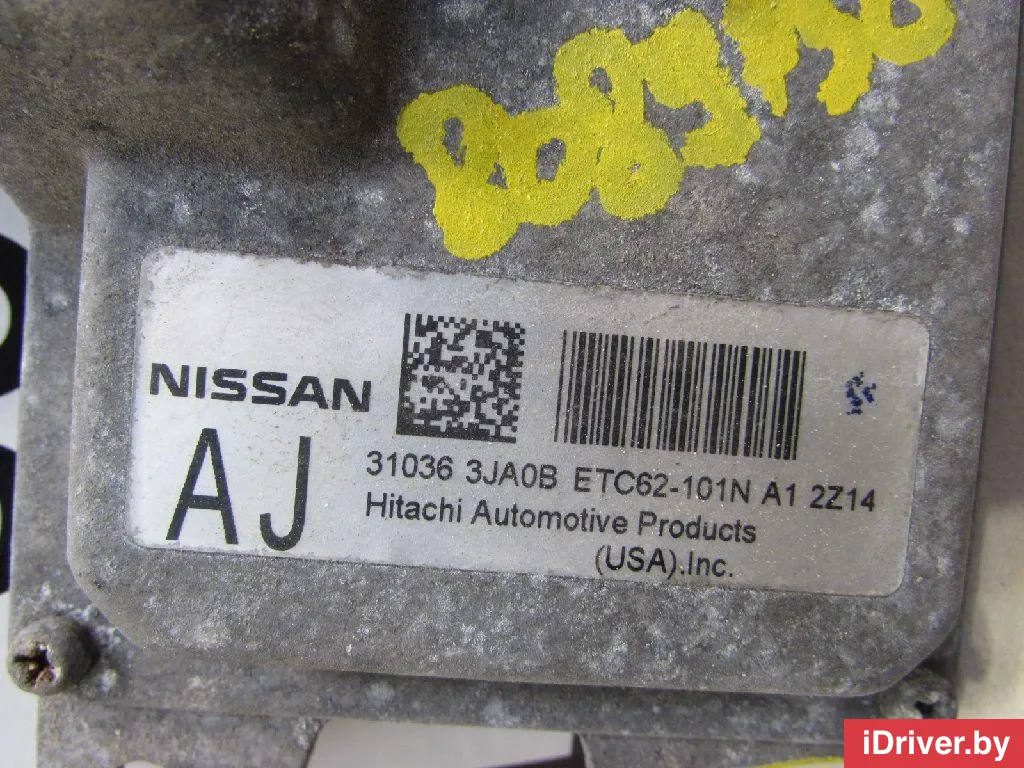 NISSAN
AJ
31036 3JA0B ETC62-101N A1 2Z14
Hitachi Automotive Products
(USA).Inc.
iDriver.by